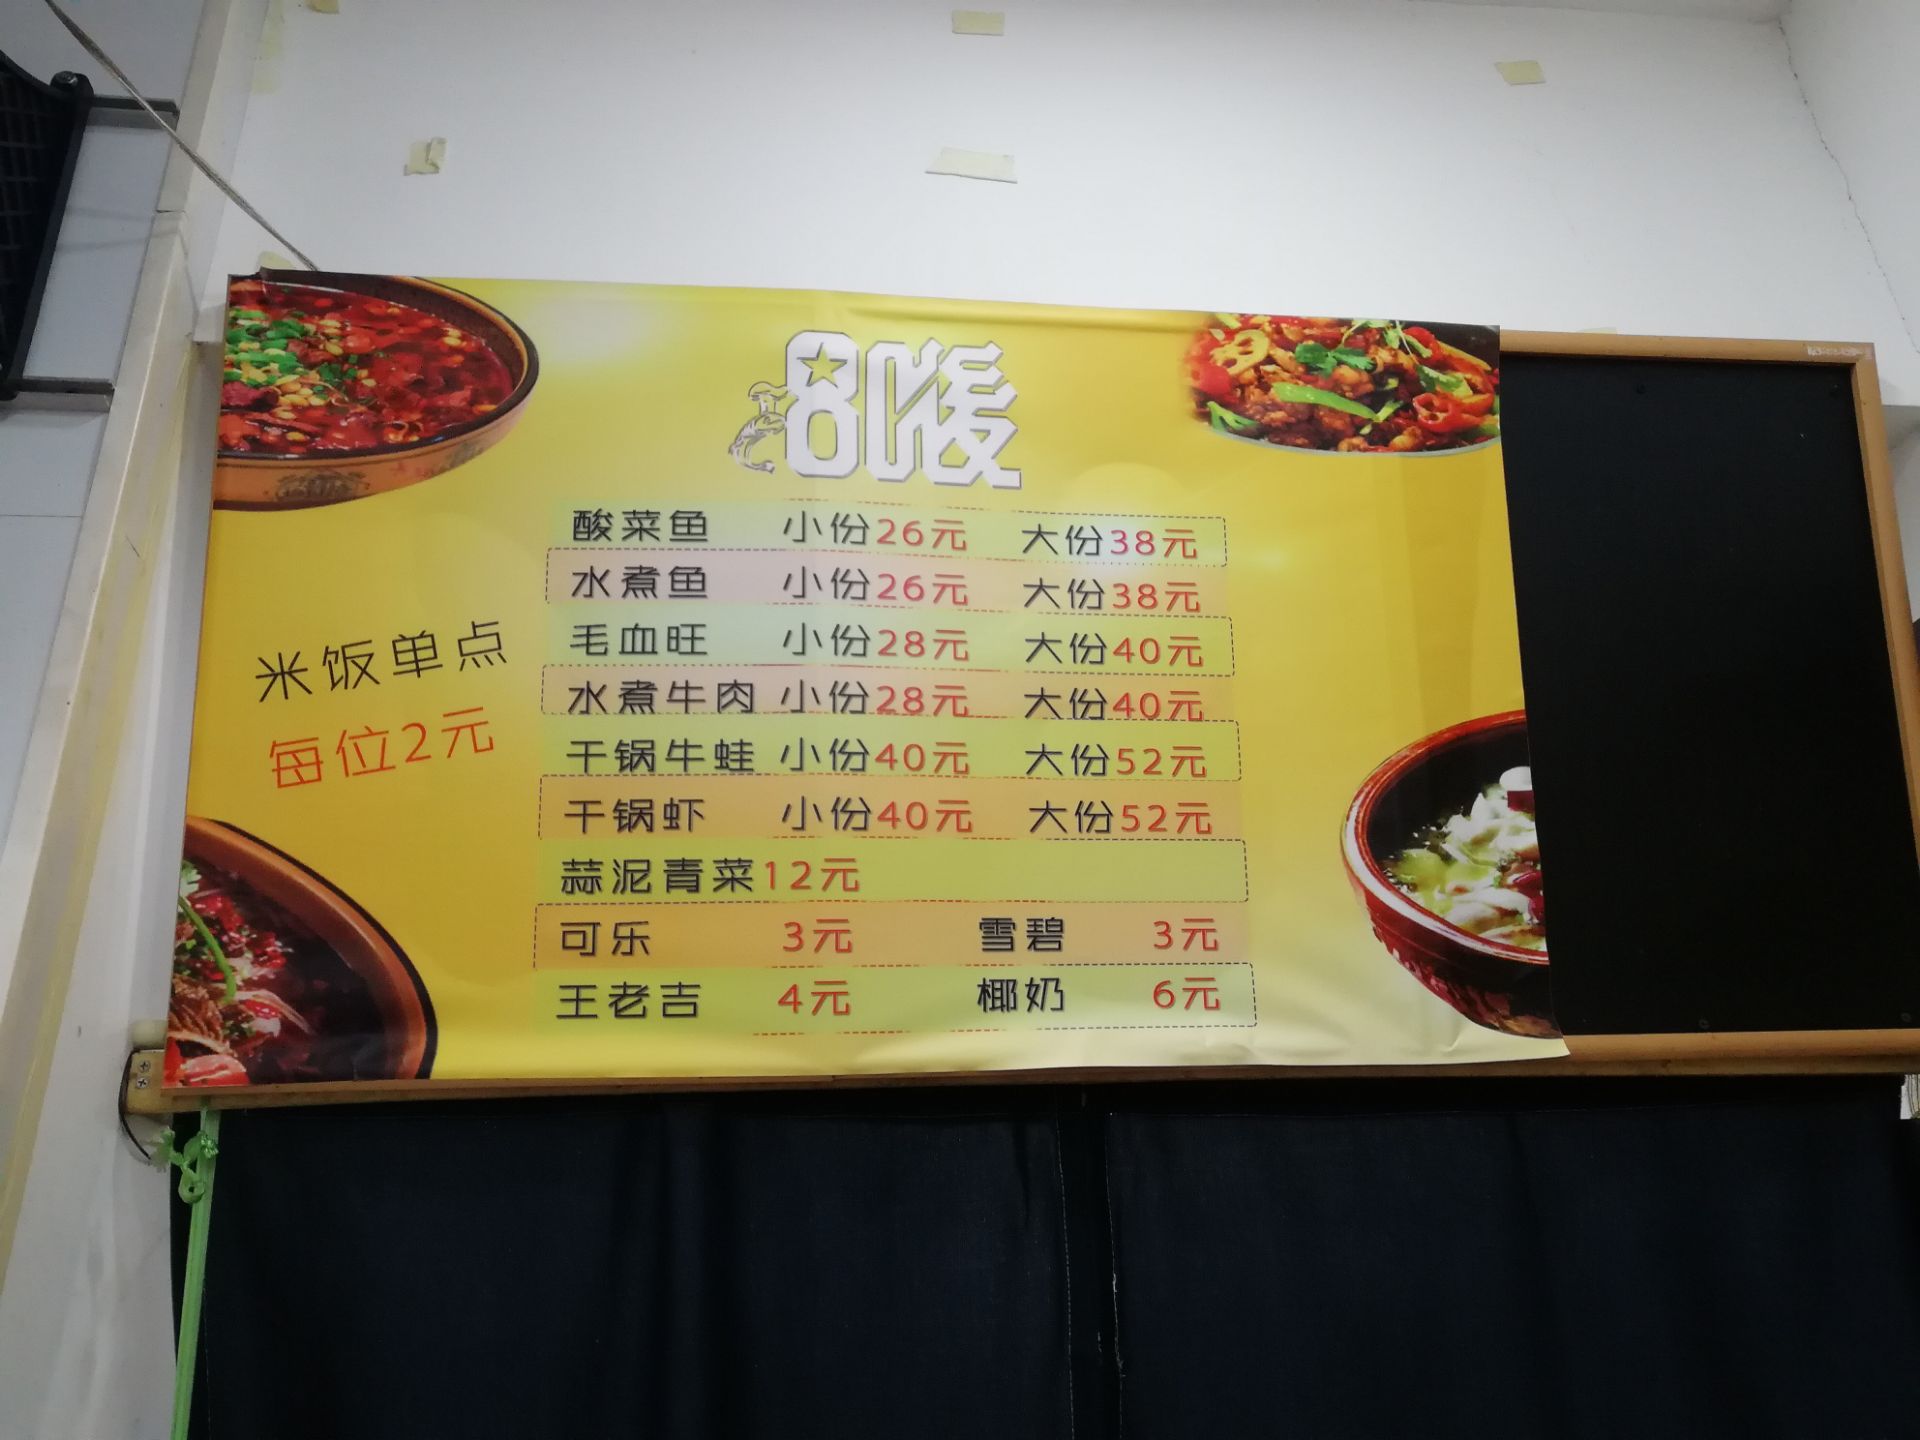 80後
酸菜鱼 小份26元 大份38元
水煮鱼 小份26元 大份38元
毛血旺 小份28元 大份40元
水煮牛肉 小份28元 大份40元
干锅牛蛙 小份40元 大份52元
干锅虾 小份40元 大份52元
蒜泥青菜12元
可乐 3元 雪碧 3元
王老吉 4元 椰奶 6元
米饭单点
每位2元